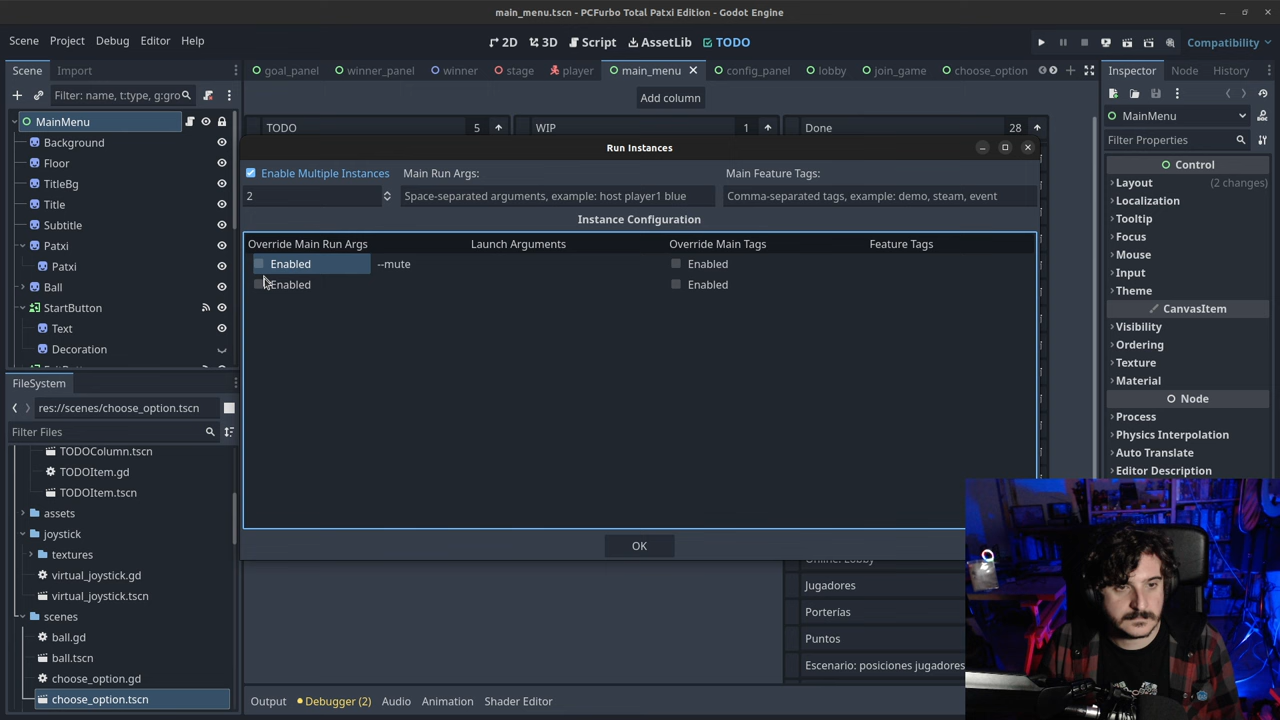 main_menu.tscn - PCFurbo Total Patxi Edition - Godot Engine
Scene Project Debug Editor Help
2D 3D Script AssetLib TODO
Compatibility
Scene Import
goal_panel winner_panel winner stage player main_menu config_panel lobby join_game choose_option
Inspector Node History
Filter: name, t:type, g:gro
Add column
MainMenu
Filter Properties
MainMenu
Background
Floor
TitleBg
Title
Subtitle
Patxi
Patxi
Ball
StartButton
Text
Decoration
TODO 5
WIP 1
Done 28
Run Instances
Enable Multiple Instances Main Run Args: Main Feature Tags:
2 Space-separated arguments, example: host player1 blue Comma-separated tags, example: demo, steam, event
Instance Configuration
Override Main Run Args Launch Arguments Override Main Tags Feature Tags
Enabled --mute Enabled
Enabled Enabled
OK
Jugadores
Porterías
Puntos
Escenario: posiciones jugadores
Control
Layout (2 changes)
Localization
Tooltip
Focus
Mouse
Input
Theme
CanvasItem
Visibility
Ordering
Texture
Material
Node
Process
Physics Interpolation
Auto Translate
Editor Description
FileSystem
res://scenes/choose_option.tscn
Filter Files
TODOColumn.tscn
TODOItem.gd
TODOItem.tscn
assets
joystick
textures
virtual_joystick.gd
virtual_joystick.tscn
scenes
ball.gd
ball.tscn
choose_option.gd
choose_option.tscn
Output Debugger (2) Audio Animation Shader Editor